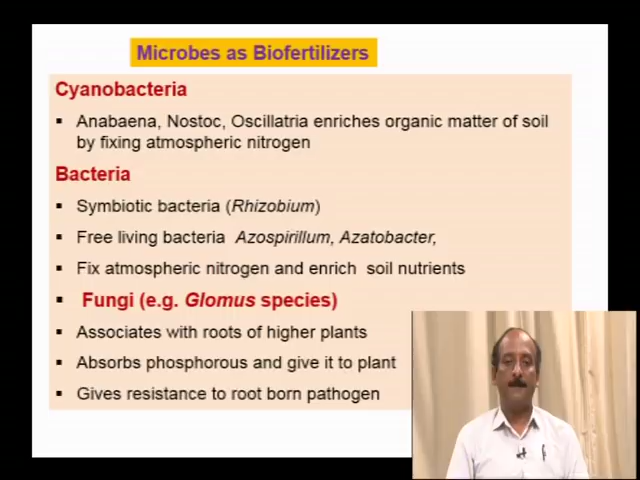 Microbes as Biofertilizers
Cyanobacteria
▪ Anabaena, Nostoc, Oscillatria enriches organic matter of soil
by fixing atmospheric nitrogen
Bacteria
▪ Symbiotic bacteria (Rhizobium)
▪ Free living bacteria Azospirillum, Azatobacter,
▪ Fix atmospheric nitrogen and enrich soil nutrients
▪ Fungi (e.g. Glomus species)
▪ Associates with roots of higher plants
▪ Absorbs phosphorous and give it to plant
▪ Gives resistance to root born pathogen